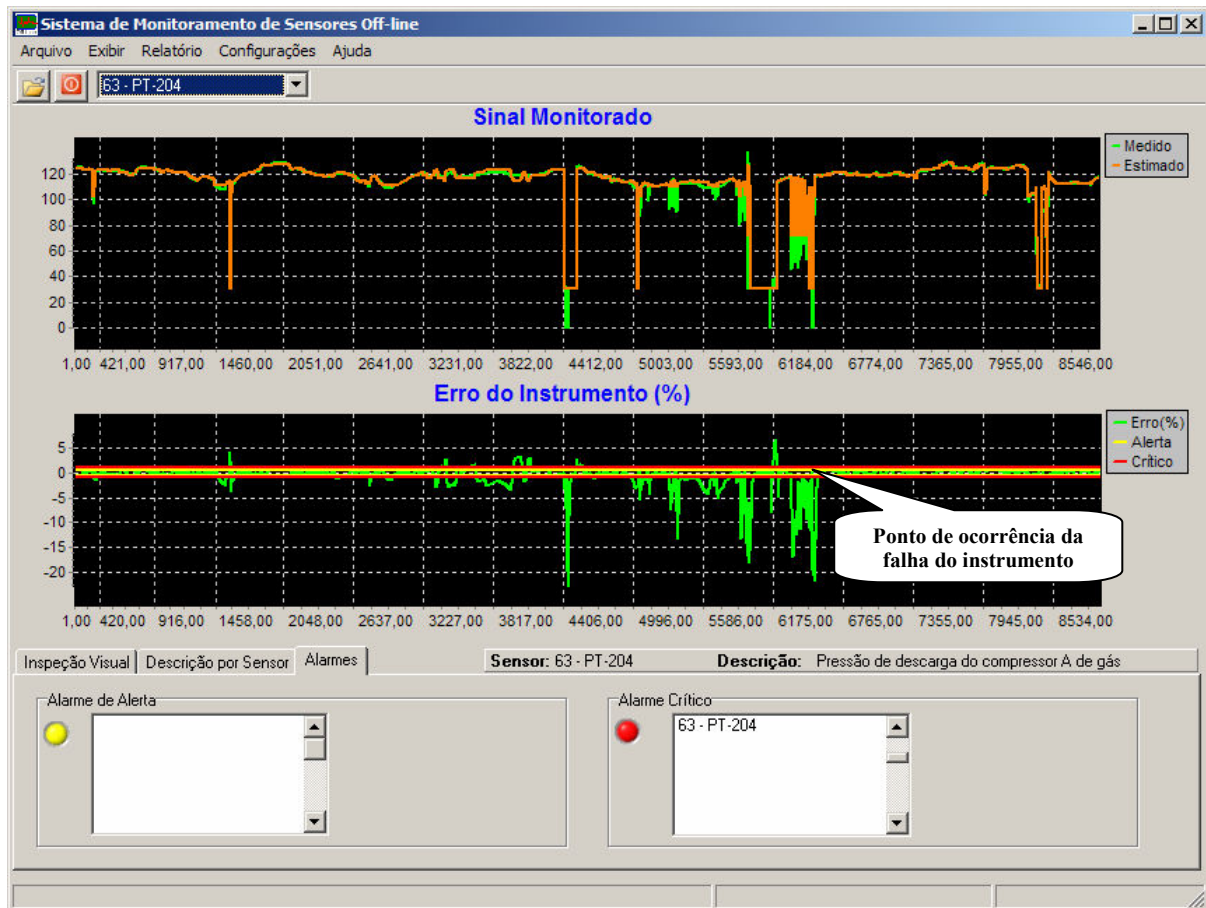 Sistema de Monitoramento de Sensores Off-line
Arquivo Exibir Relatório Configurações Ajuda
63 - PT-204
Sinal Monitorado
Medido
Estimado
120
100
80
60
40
20
0
1,00 421,00 917,00 1460,00 2051,00 2641,00 3231,00 3822,00 4412,00 5003,00 5593,00 6184,00 6774,00 7365,00 7955,00 8546,00
Erro do Instrumento (%)
Erro(%)
Alerta
Crítico
5
0
-5
-10
-15
-20
Ponto de ocorrência da
falha do instrumento
1,00 420,00 916,00 1458,00 2048,00 2637,00 3227,00 3817,00 4406,00 4996,00 5586,00 6175,00 6765,00 7355,00 7945,00 8534,00
Inspeção Visual Descrição por Sensor Alarmes Sensor: 63 - PT-204 Descrição: Pressão de descarga do compressor A de gás
Alarme de Alerta Alarme Crítico
63 - PT-204